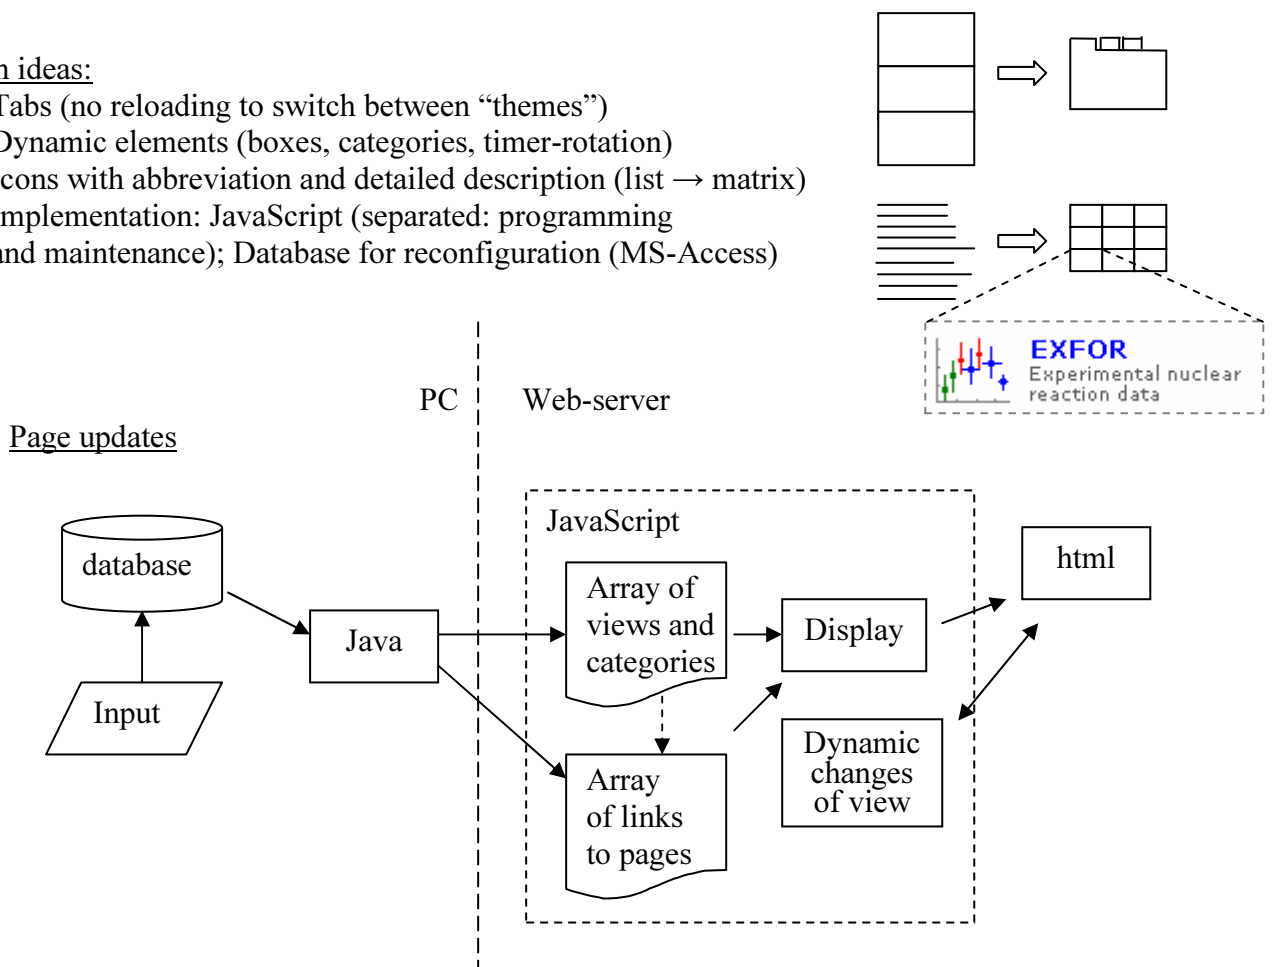 n ideas:
Tabs (no reloading to switch between “themes”)
Dynamic elements (boxes, categories, timer-rotation)
cons with abbreviation and detailed description (list → matrix)
mplementation: JavaScript (separated: programming
and maintenance); Database for reconfiguration (MS-Access)
EXFOR
Experimental nuclear
reaction data
PC
Web-server
Page updates
JavaScript
database
Input
Java
Array of
views and
categories
Array
of links
to pages
Display
Dynamic
changes
of view
html